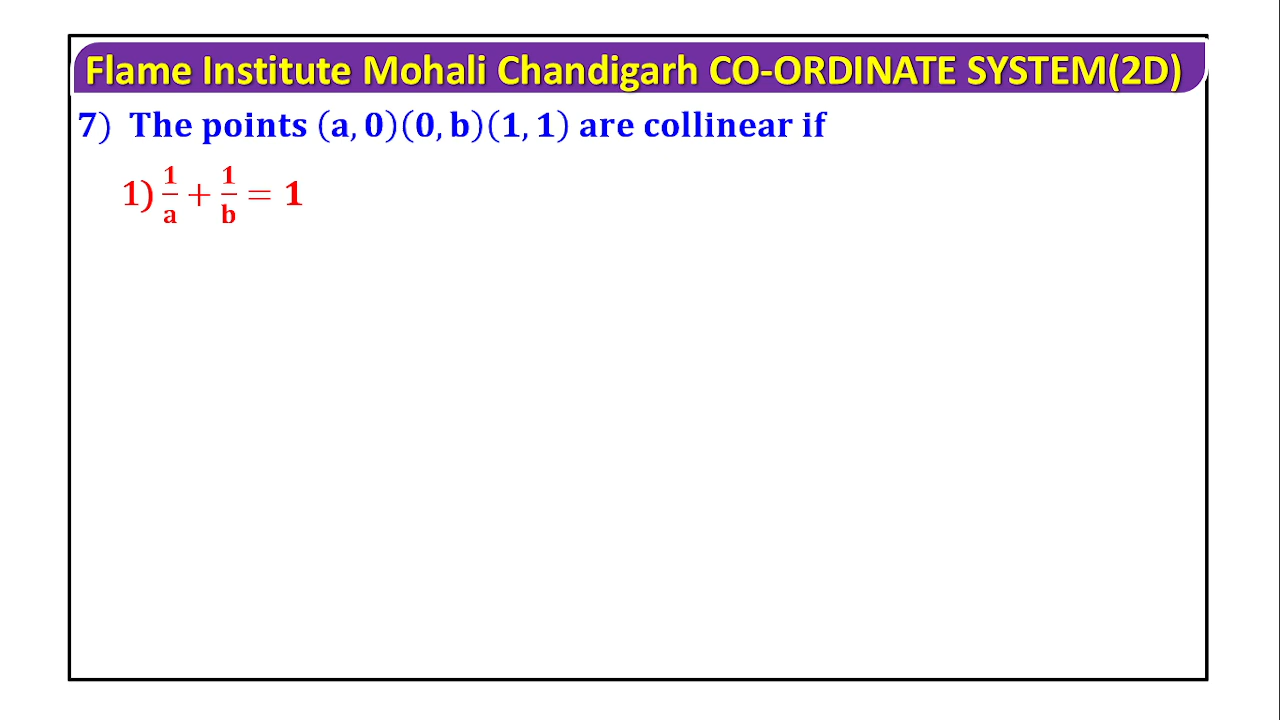 Flame Institute Mohali Chandigarh CO-ORDINATE SYSTEM(2D)
7) The points (a, 0)(0, b)(1, 1) are collinear if
1) 1/a + 1/b = 1